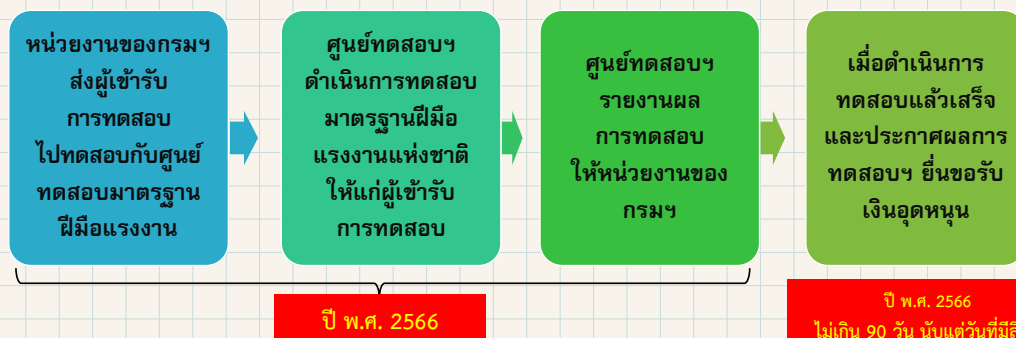 หน่วยงานของกรมฯ
ส่งผู้เข้ารับ
การทดสอบ
ไปทดสอบกับศูนย์
ทดสอบมาตรฐาน
ฝีมือแรงงาน
ศูนย์ทดสอบฯ
ดำเนินการทดสอบ
มาตรฐานฝีมือ
แรงงานแห่งชาติ
ให้แก่ผู้เข้ารับ
การทดสอบ
ศูนย์ทดสอบฯ
รายงานผล
การทดสอบ
ให้หน่วยงานของ
กรมฯ
เมื่อดำเนินการ
ทดสอบแล้วเสร็จ
และประกาศผลการ
ทดสอบฯ ยื่นขอรับ
เงินอุดหนุน
ปี พ.ศ. 2566
ปี พ.ศ. 2566
ไม่เกิน 90 วัน นับแต่วันที่มี